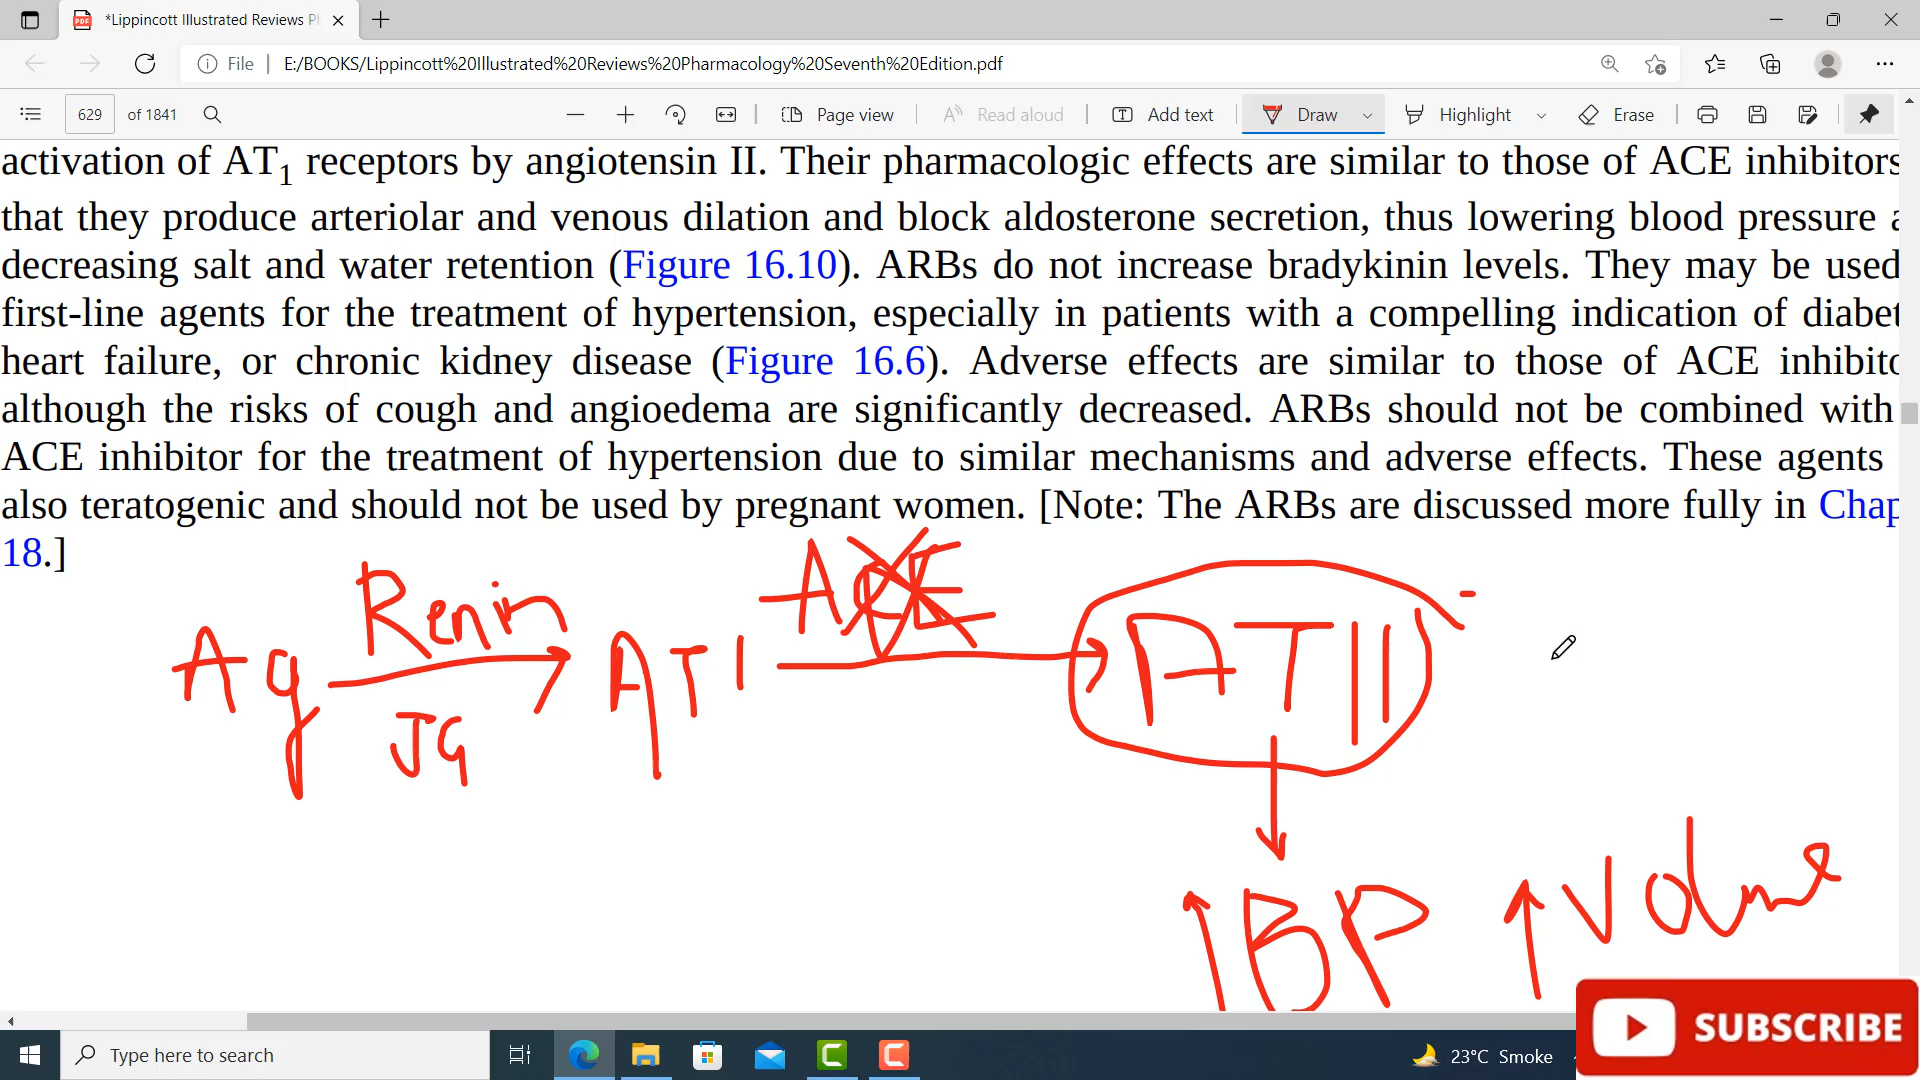 *Lippincott Illustrated Reviews P
File E:/BOOKS/Lippincott%20Illustrated%20Reviews%20Pharmacology%20Seventh%20Edition.pdf
629 of 1841 Page view Read aloud Add text Draw Highlight Erase
activation of AT1 receptors by angiotensin II. Their pharmacologic effects are similar to those of ACE inhibitors
that they produce arteriolar and venous dilation and block aldosterone secretion, thus lowering blood pressure a
decreasing salt and water retention (Figure 16.10). ARBs do not increase bradykinin levels. They may be used
first-line agents for the treatment of hypertension, especially in patients with a compelling indication of diabet
heart failure, or chronic kidney disease (Figure 16.6). Adverse effects are similar to those of ACE inhibito
although the risks of cough and angioedema are significantly decreased. ARBs should not be combined with
ACE inhibitor for the treatment of hypertension due to similar mechanisms and adverse effects. These agents
also teratogenic and should not be used by pregnant women. [Note: The ARBs are discussed more fully in Chap
18.]
Renin ACE
Ag AT I AT II
JG
↑BP ↑Volume
SUBSCRIBE
Type here to search 23°C Smoke